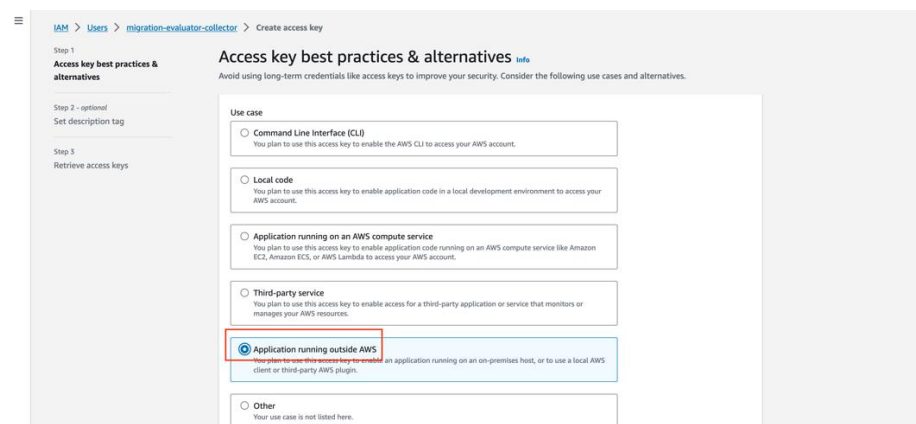 IAM > Users > migration-evaluator-collector > Create access key
Step 1
Access key best practices &
alternatives
Step 2 - optional
Set description tag
Step 3
Retrieve access keys
Access key best practices & alternatives Info
Avoid using long-term credentials like access keys to improve your security. Consider the following use cases and alternatives.
Use case
Command Line Interface (CLI)
You plan to use this access key to enable the AWS CLI to access your AWS account.
Local code
You plan to use this access key to enable application code in a local development environment to access your
AWS account.
Application running on an AWS compute service
You plan to use this access key to enable application code running on an AWS compute service like Amazon
EC2, Amazon ECS, or AWS Lambda to access your AWS account.
Third-party service
You plan to use this access key to enable access for a third-party application or service that monitors or
manages your AWS resources.
Application running outside AWS
You plan to use this access key to enable an application running on an on-premises host, or to use a local AWS
client or third-party AWS plugin.
Other
Your use case is not listed here.